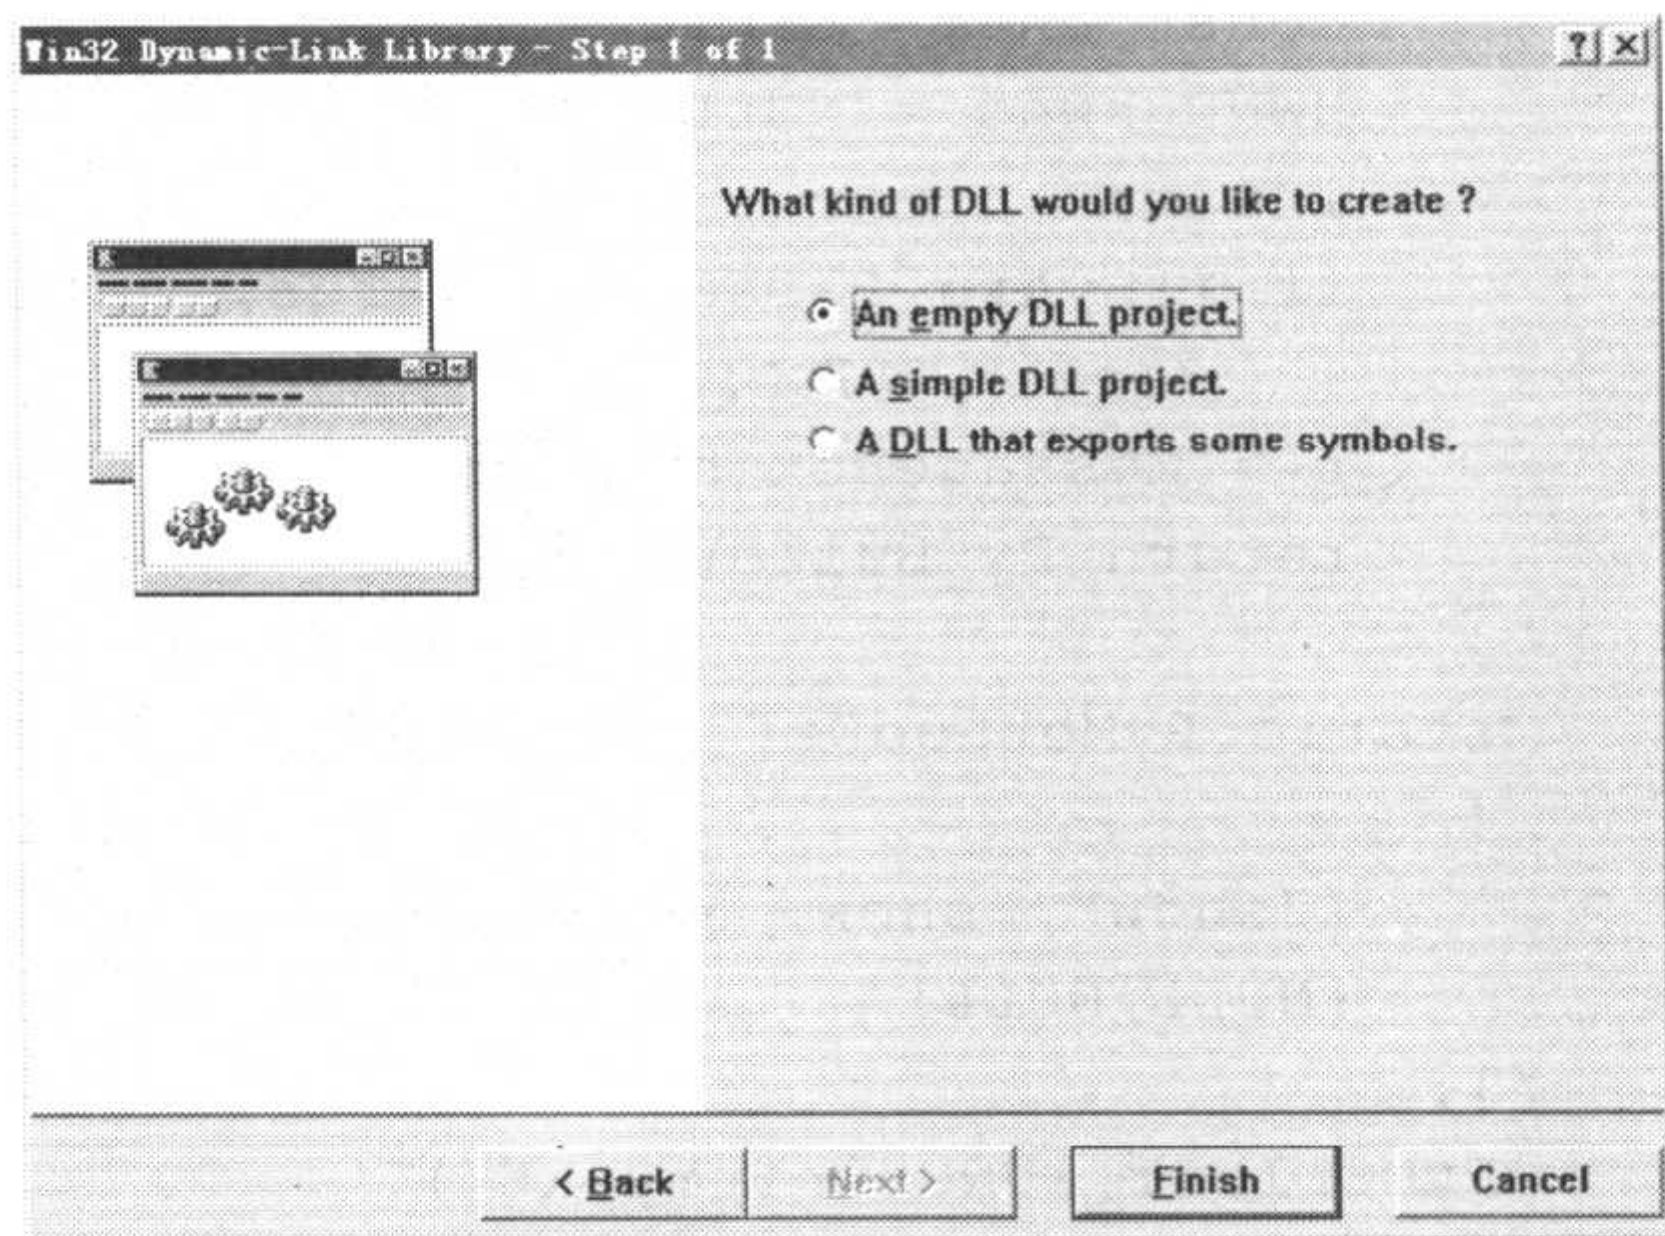 Win32 Dynamic-Link Library - Step 1 of 1
What kind of DLL would you like to create ?
An empty DLL project.
A simple DLL project.
A DLL that exports some symbols.
< Back
Next >
Finish
Cancel